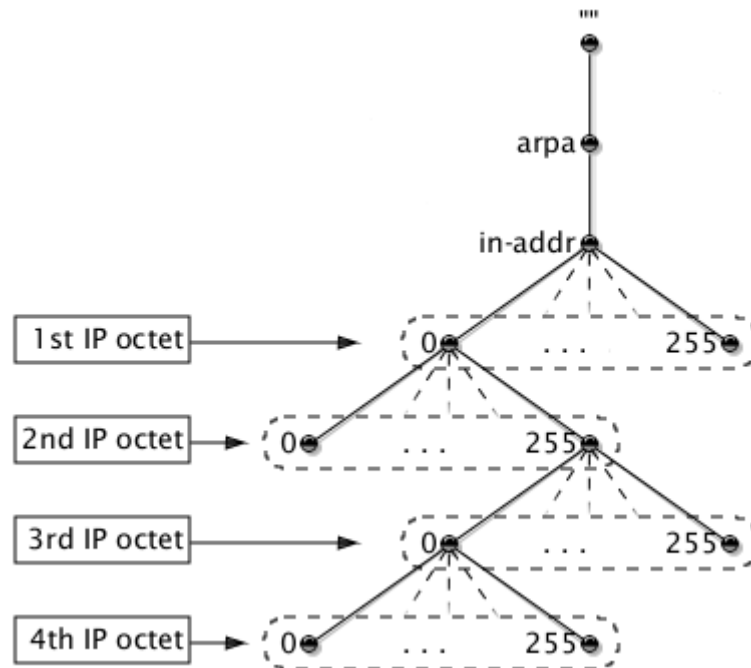 ""
arpa
in-addr
1st IP octet
0 ... 255
2nd IP octet
0 ... 255
3rd IP octet
0 ... 255
4th IP octet
0 ... 255